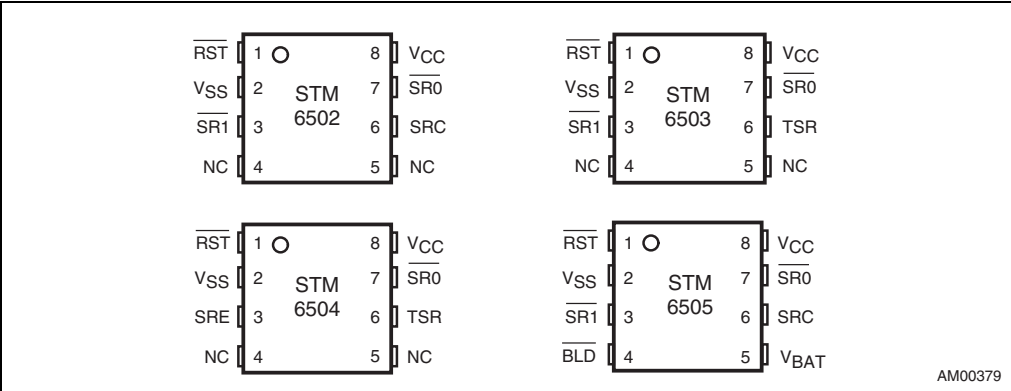 RST 1 8 VCC
VSS 2 STM 7 SR0
SR1 3 6502 6 SRC
NC 4 5 NC
RST 1 8 VCC
VSS 2 STM 7 SR0
SR1 3 6503 6 TSR
NC 4 5 NC
RST 1 8 VCC
VSS 2 STM 7 SR0
SRE 3 6504 6 TSR
NC 4 5 NC
RST 1 8 VCC
VSS 2 STM 7 SR0
SR1 3 6505 6 SRC
BLD 4 5 VBAT
AM00379